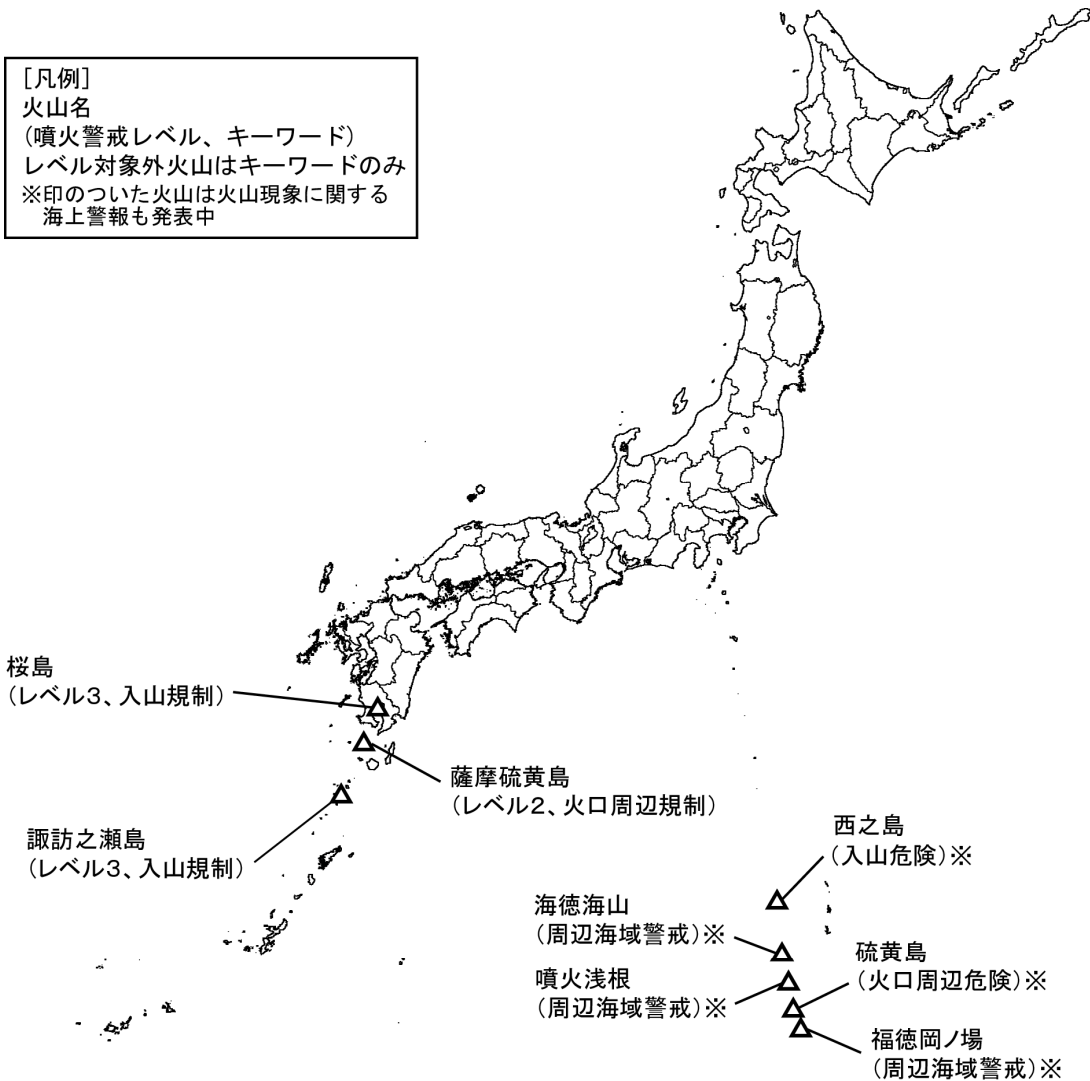 ［凡例］
火山名
（噴火警戒レベル、キーワード）
レベル対象外火山はキーワードのみ
※印のついた火山は火山現象に関する
海上警報も発表中
桜島
（レベル３、入山規制）
薩摩硫黄島
（レベル２、火口周辺規制）
諏訪之瀬島
（レベル３、入山規制）
西之島
（入山危険）※
海徳海山
（周辺海域警戒）※
硫黄島
（火口周辺危険）※
噴火浅根
（周辺海域警戒）※
福徳岡ノ場
（周辺海域警戒）※